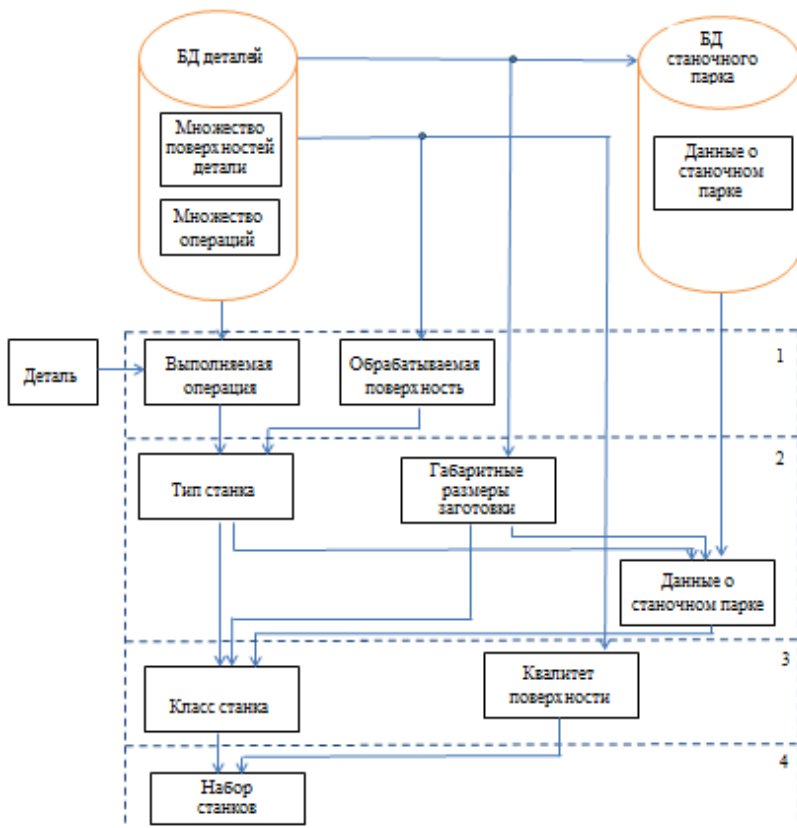 БД деталей
БД
станочного
парка
Множество
поверхностей
детали
Данные о
станочном
парке
Множество
операций
Деталь
Выполняемая
операция
Обрабатываемая
поверхность
1
Тип станка
Габаритные
размеры
заготовки
2
Данные о
станочном парке
Класс станка
Квалитет
поверхности
3
Набор
станков
4